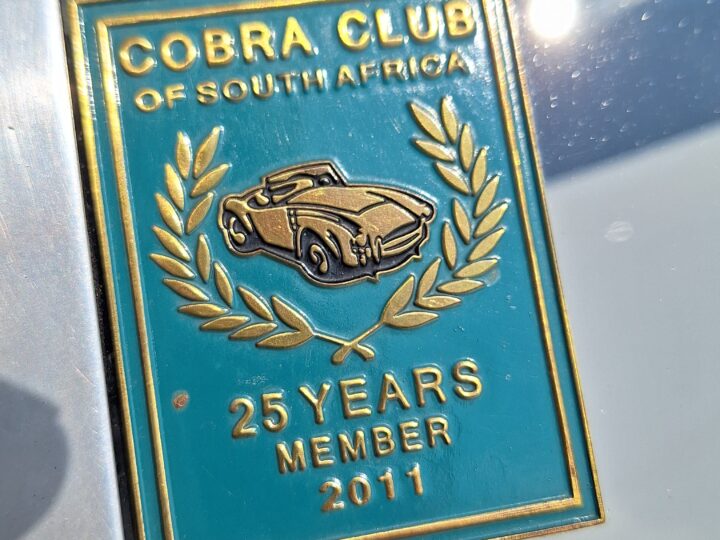 COBRA CLUB
OF SOUTH AFRICA
25 YEARS
MEMBER
2011